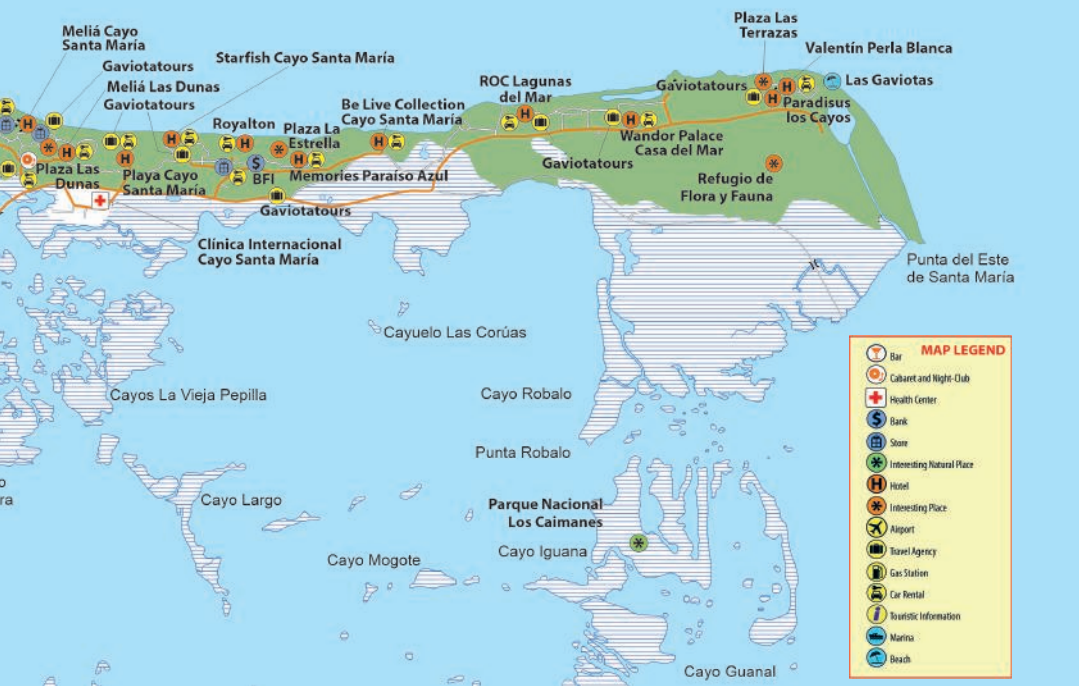 Meliá Cayo
Santa María
Gaviotatours
Meliá Las Dunas
Gaviotatours
Starfish Cayo Santa María
Royalton
Plaza La
Estrella
Be Live Collection
Cayo Santa María
ROC Lagunas
del Mar
Plaza Las
Terrazas
Valentín Perla Blanca
Gaviotatours
Las Gaviotas
Paradisus
los Cayos
Wandor Palace
Casa del Mar
Gaviotatours
Refugio de
Flora y Fauna
Plaza Las
Dunas
Playa Cayo
Santa María
BFI
Memories Paraíso Azul
Gaviotatours
Clínica Internacional
Cayo Santa María
Punta del Este
de Santa María
Cayuelo Las Corúas
Cayos La Vieja Pepilla
Cayo Robalo
Punta Robalo
o
ra
Cayo Largo
Parque Nacional
Los Caimanes
Cayo Iguana
Cayo Mogote
Cayo Guanal
MAP LEGEND
Bar
Cabaret and Night-Club
Health Center
$ Bank
Store
Interesting Natural Place
H Hotel
Interesting Place
Airport
Travel Agency
Gas Station
Car Rental
i Touristic Information
Marina
Beach